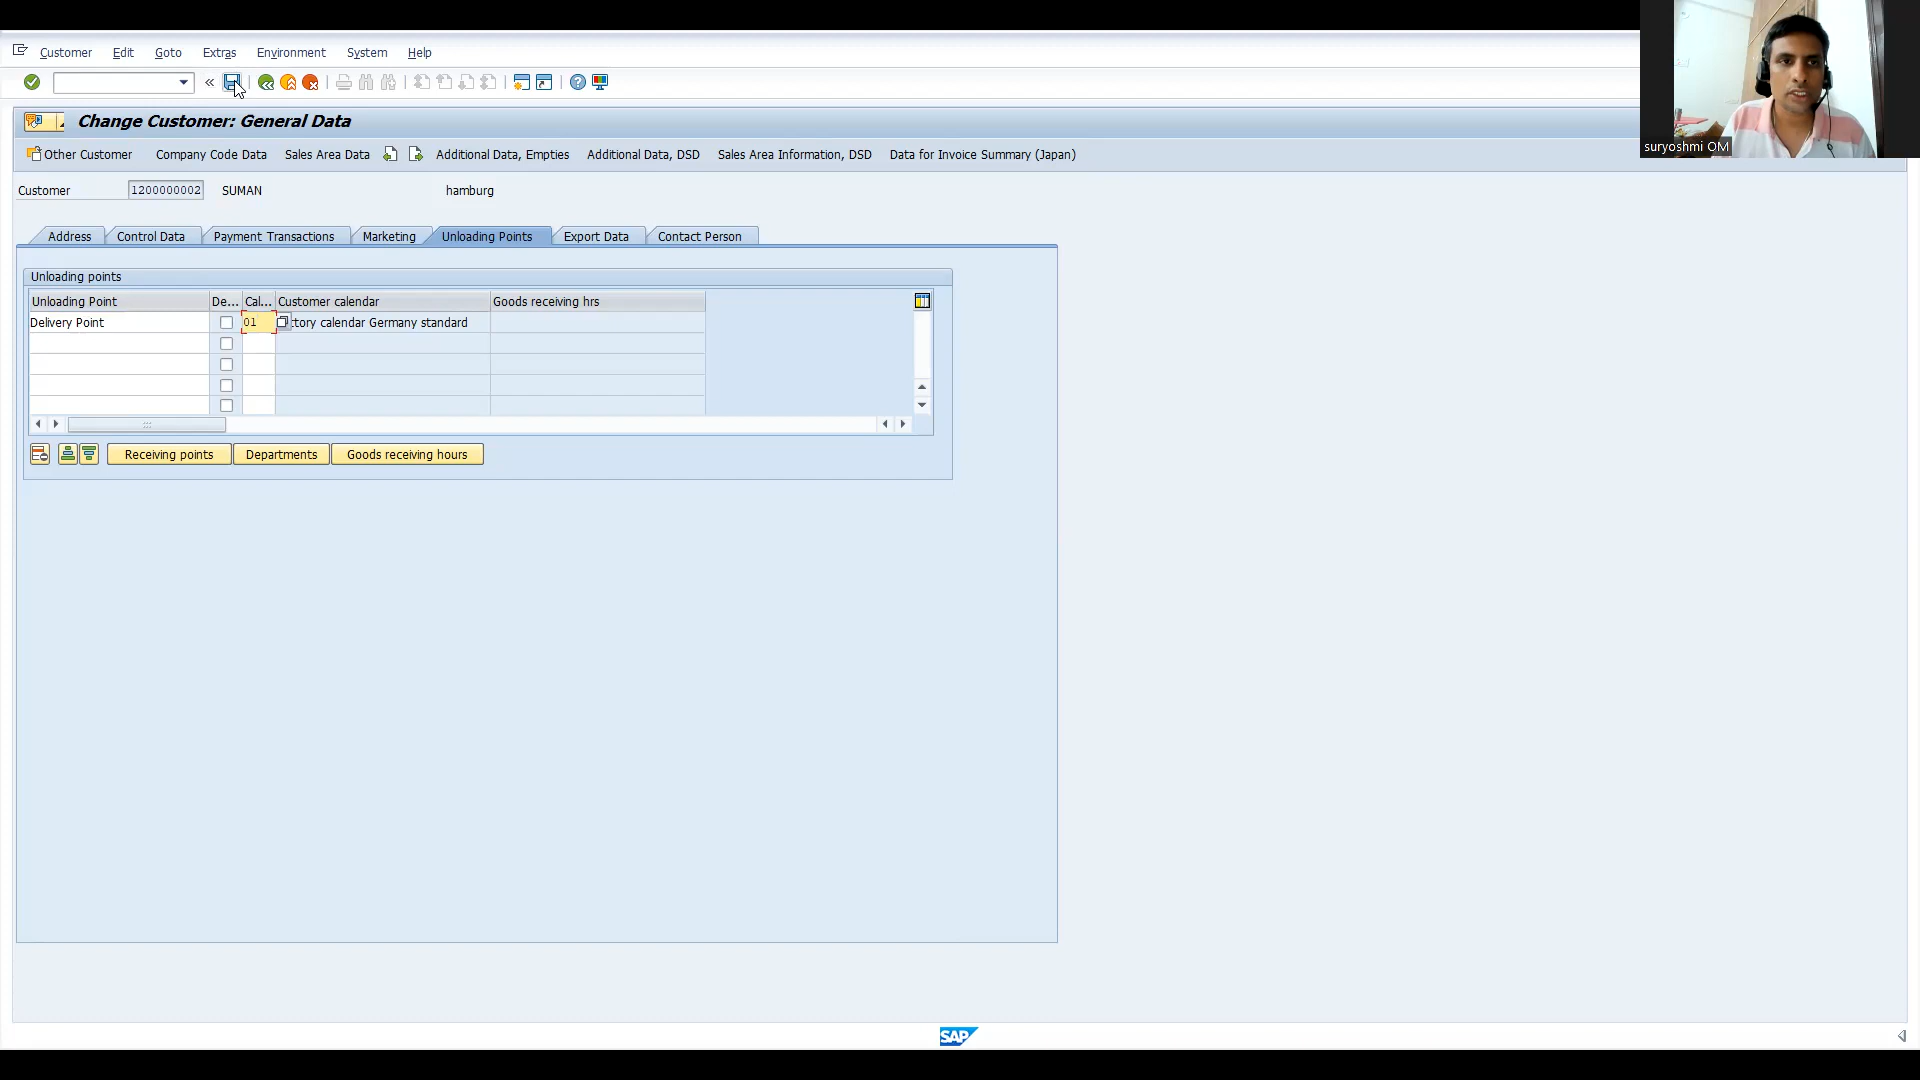 Customer Edit Goto Extras Environment System Help
Change Customer: General Data
Other Customer Company Code Data Sales Area Data Additional Data, Empties Additional Data, DSD Sales Area Information, DSD Data for Invoice Summary (Japan)
suryoshmi OM
Customer 1200000002 SUMAN hamburg
Address Control Data Payment Transactions Marketing Unloading Points Export Data Contact Person
Unloading points
Unloading Point De... Cal... Customer calendar Goods receiving hrs
Delivery Point 01 ctory calendar Germany standard
Receiving points Departments Goods receiving hours
SAP